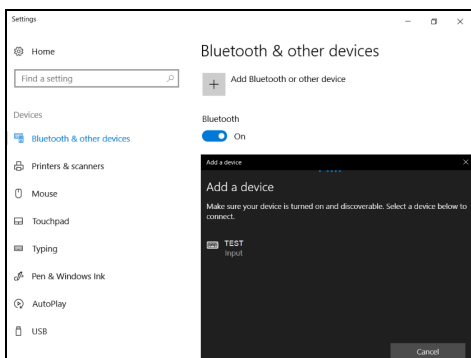 Settings
Home
Find a setting
Devices
Bluetooth & other devices
Printers & scanners
Mouse
Touchpad
Typing
Pen & Windows Ink
AutoPlay
USB
Bluetooth & other devices
Add Bluetooth or other device
Bluetooth
On
Add a device
Add a device
Make sure your device is turned on and discoverable. Select a device below to
connect.
TEST
Input
Cancel